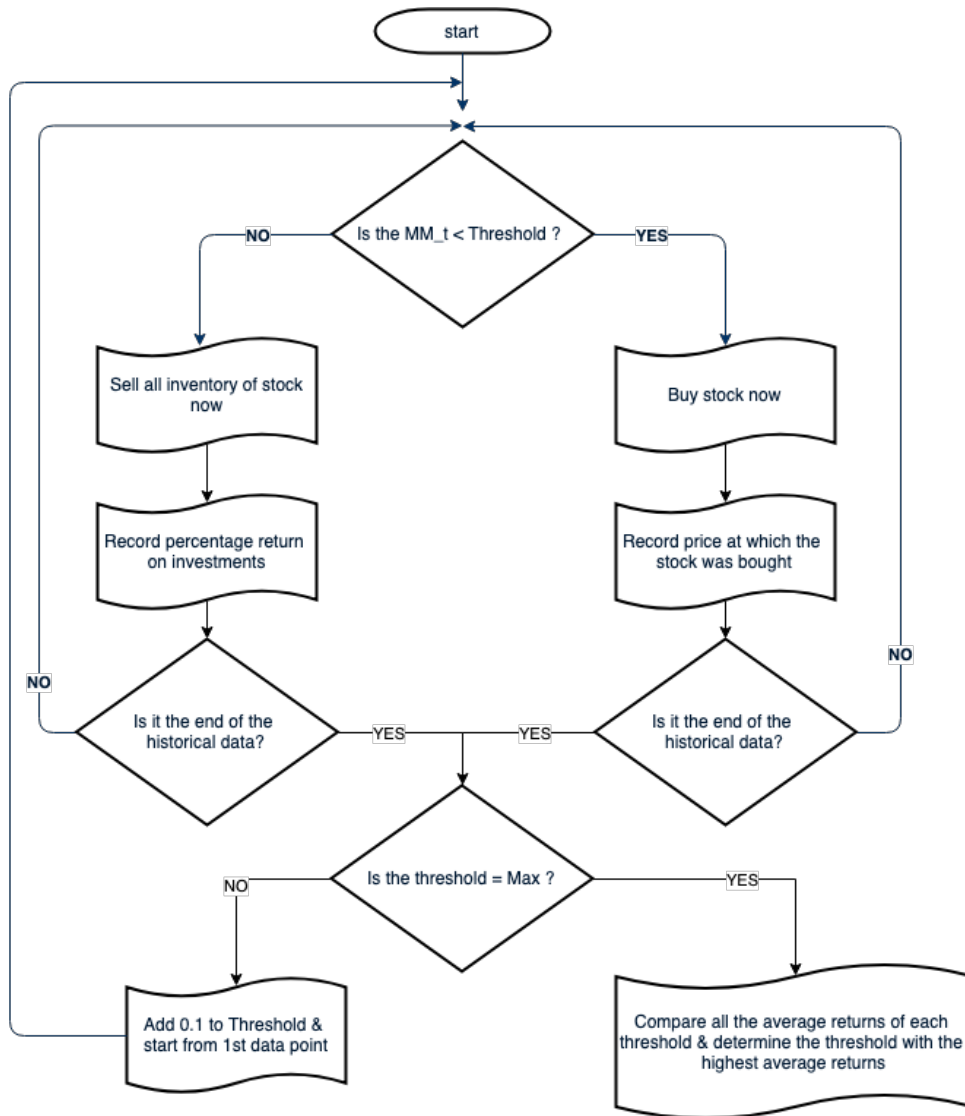 start
Is the MM_t < Threshold ?
NO
YES
Sell all inventory of stock
now
Buy stock now
Record percentage return
on investments
Record price at which the
stock was bought
NO
NO
Is it the end of the
historical data?
YES
YES
Is it the end of the
historical data?
Is the threshold = Max ?
NO
YES
Add 0.1 to Threshold &
start from 1st data point
Compare all the average returns of each
threshold & determine the threshold with the
highest average returns